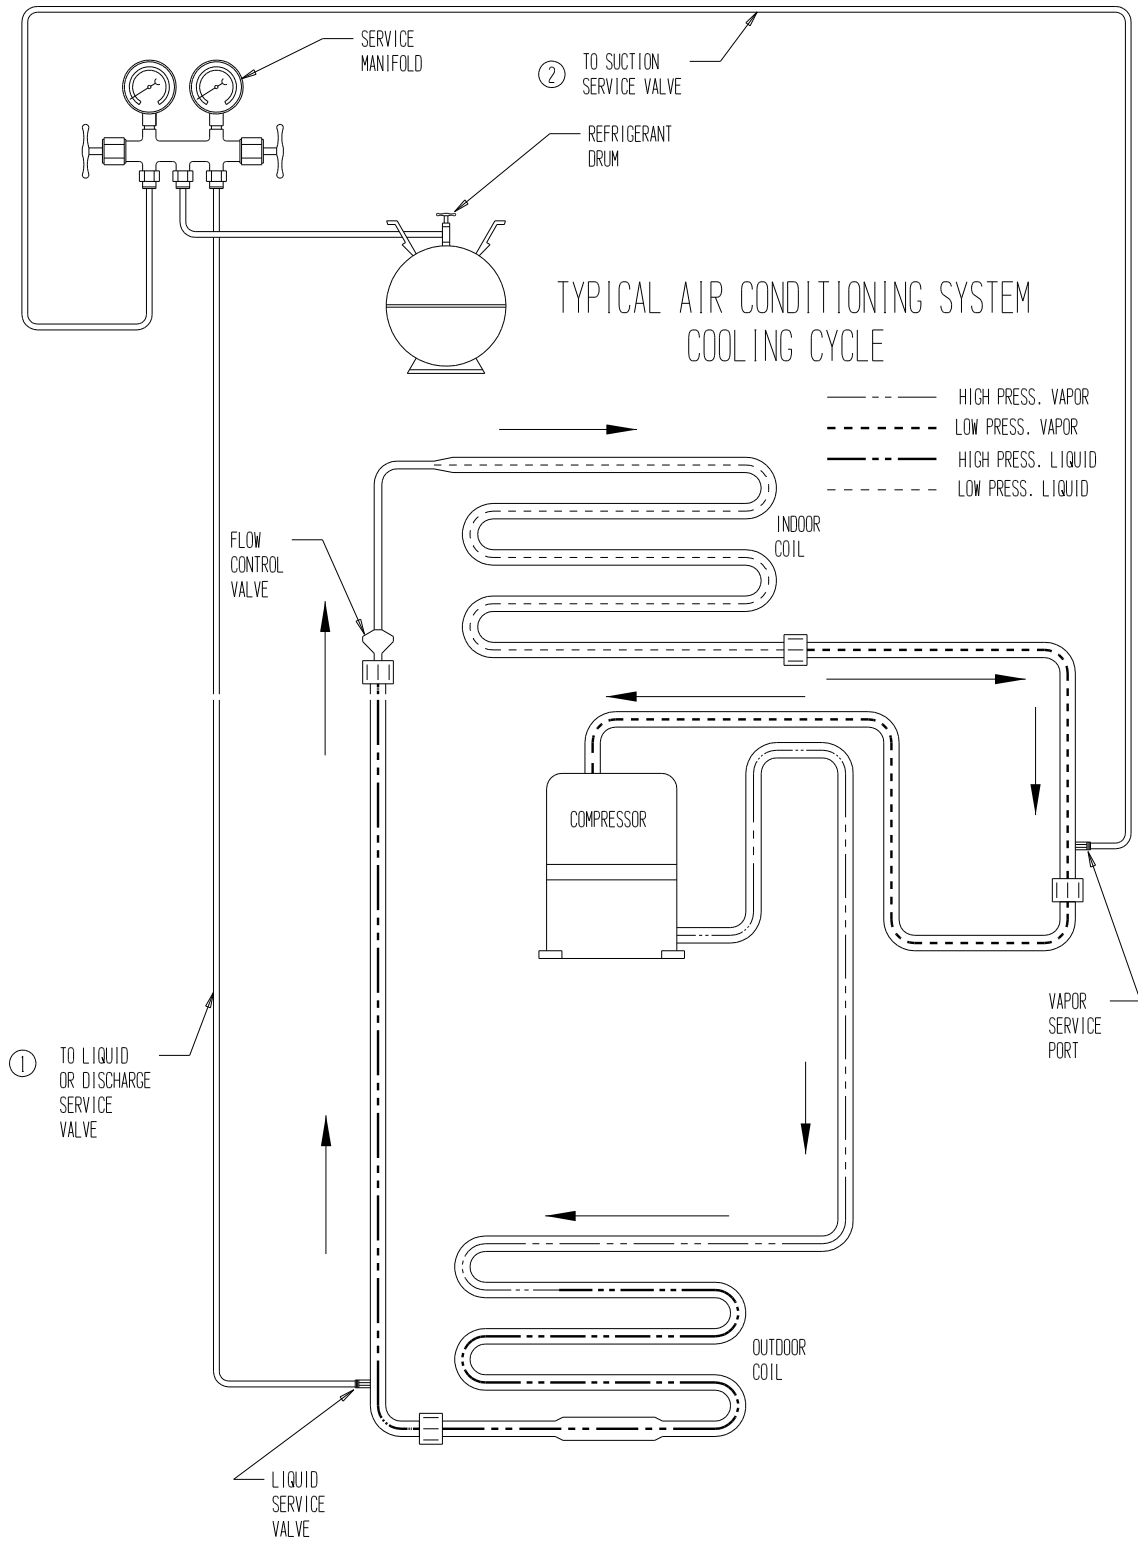 SERVICE
MANIFOLD
2
TO SUCTION
SERVICE VALVE
REFRIGERANT
DRUM
TYPICAL AIR CONDITIONING SYSTEM
COOLING CYCLE
HIGH PRESS. VAPOR
LOW PRESS. VAPOR
HIGH PRESS. LIQUID
LOW PRESS. LIQUID
INDOOR
COIL
FLOW
CONTROL
VALVE
COMPRESSOR
VAPOR
SERVICE
PORT
1
TO LIQUID
OR DISCHARGE
SERVICE
VALVE
OUTDOOR
COIL
LIQUID
SERVICE
VALVE